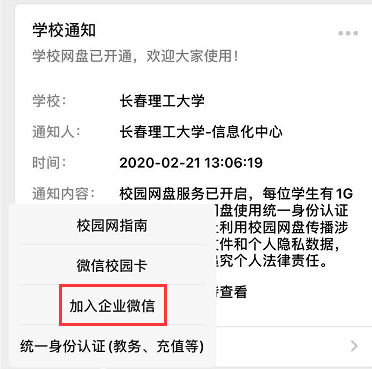 学校通知
学校网盘已开通，欢迎大家使用！
学校： 长春理工大学
通知人： 长春理工大学-信息化中心
时间： 2020-02-21 13:06:19
通知内容： 校园网盘服务已开启，每位学生有1G
网盘使用统一身份认证
利用校园网盘传播涉
文件和个人隐私数据，
究个人法律责任。
查看
校园网指南
微信校园卡
加入企业微信
统一身份认证(教务、充值等)